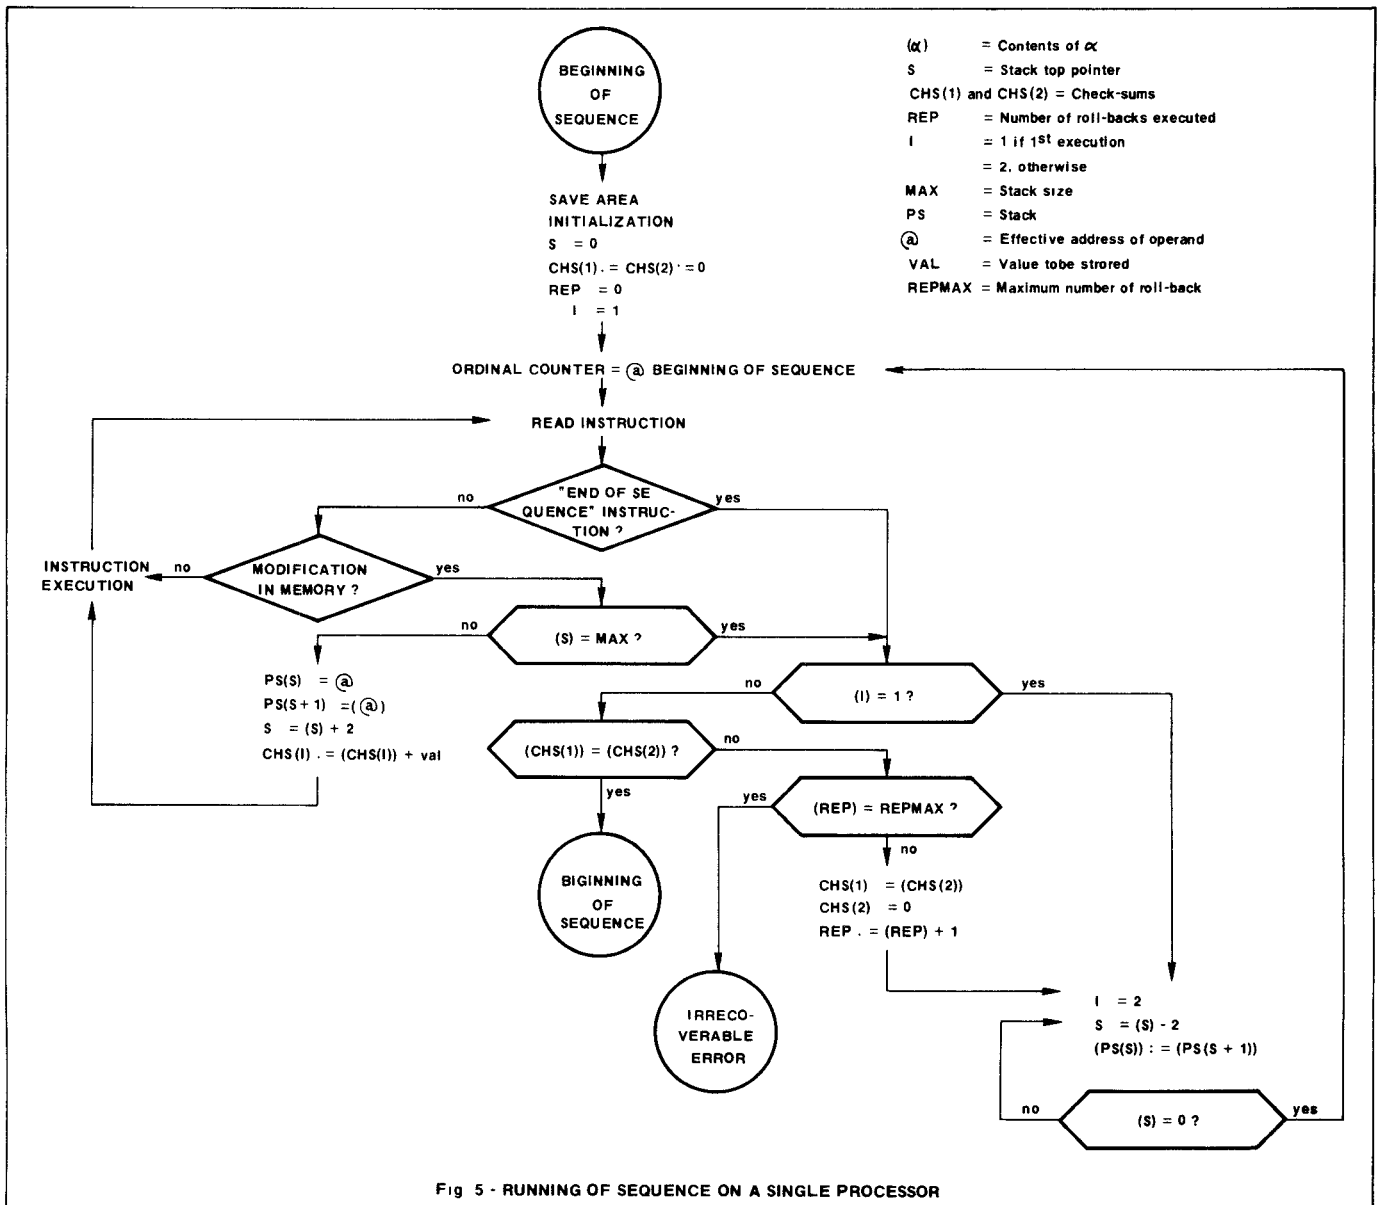 BEGINNING
OF
SEQUENCE
(α) = Contents of α
S = Stack top pointer
CHS(1) and CHS(2) = Check-sums
REP = Number of roll-backs executed
I = 1 if 1st execution
= 2. otherwise
MAX = Stack size
PS = Stack
ⓐ = Effective address of operand
VAL = Value tobe strored
REPMAX = Maximum number of roll-back
SAVE AREA
INITIALIZATION
S = 0
CHS(1) . = CHS(2) · = 0
REP = 0
I = 1
ORDINAL COUNTER = ⓐ BEGINNING OF SEQUENCE
READ INSTRUCTION
"END OF SE
QUENCE" INSTRUC-
TION ?
no
yes
INSTRUCTION
EXECUTION
no
MODIFICATION
IN MEMORY ?
yes
no
(S) = MAX ?
yes
PS(S) = ⓐ
PS(S + 1) =(ⓐ)
S = (S) + 2
CHS(I) . = (CHS(I)) + val
no
(I) = 1 ?
yes
(CHS(1)) = (CHS(2)) ?
no
yes
yes
(REP) = REPMAX ?
no
BIGINNING
OF
SEQUENCE
CHS(1) = (CHS(2))
CHS(2) = 0
REP . = (REP) + 1
IRRECO-
VERABLE
ERROR
I = 2
S = (S) - 2
(PS(S)) : = (PS(S + 1))
no
(S) = 0 ?
yes
Fig 5 - RUNNING OF SEQUENCE ON A SINGLE PROCESSOR